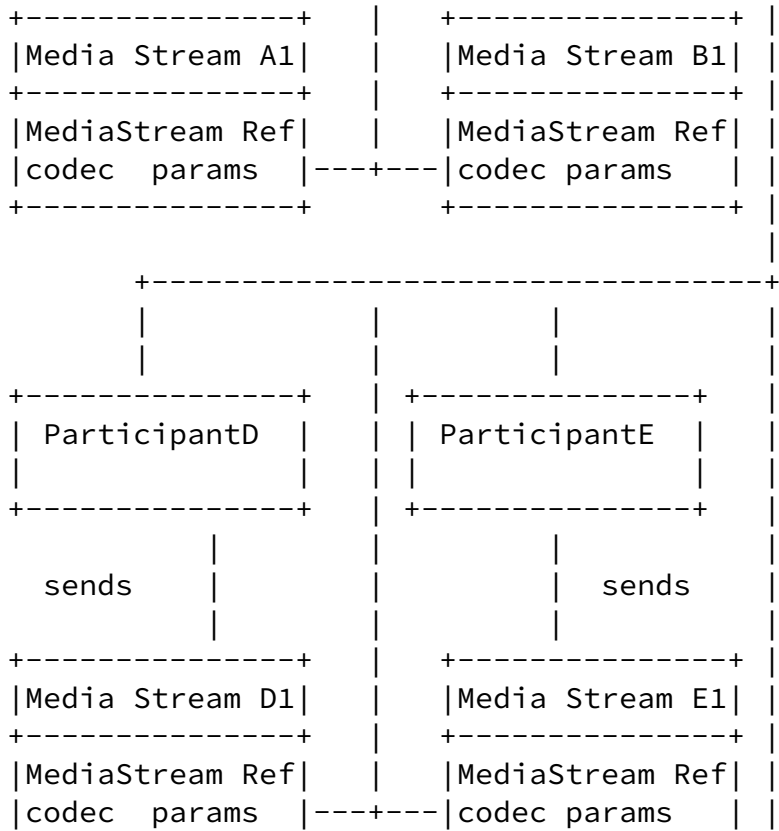 +---------------+   |   +---------------+ |
|Media Stream A1|   |   |Media Stream B1| |
+---------------+   |   +---------------+ |
|MediaStream Ref|   |   |MediaStream Ref| |
|codec  params  |---+---|codec params   | |
+---------------+       +---------------+ |
                                          |
       +----------------------------------+
       |            |         |           |
       |            |         |           |
+---------------+   | +---------------+   |
| ParticipantD  |   | | ParticipantE  |   |
|               |   | |               |   |
+---------------+   | +---------------+   |
           |        |         |           |
  sends    |        |         |  sends    |
           |        |         |           |
+---------------+   |   +---------------+ |
|Media Stream D1|   |   |Media Stream E1| |
+---------------+   |   +---------------+ |
|MediaStream Ref|   |   |MediaStream Ref| |
|codec  params  |---+---|codec params   | |